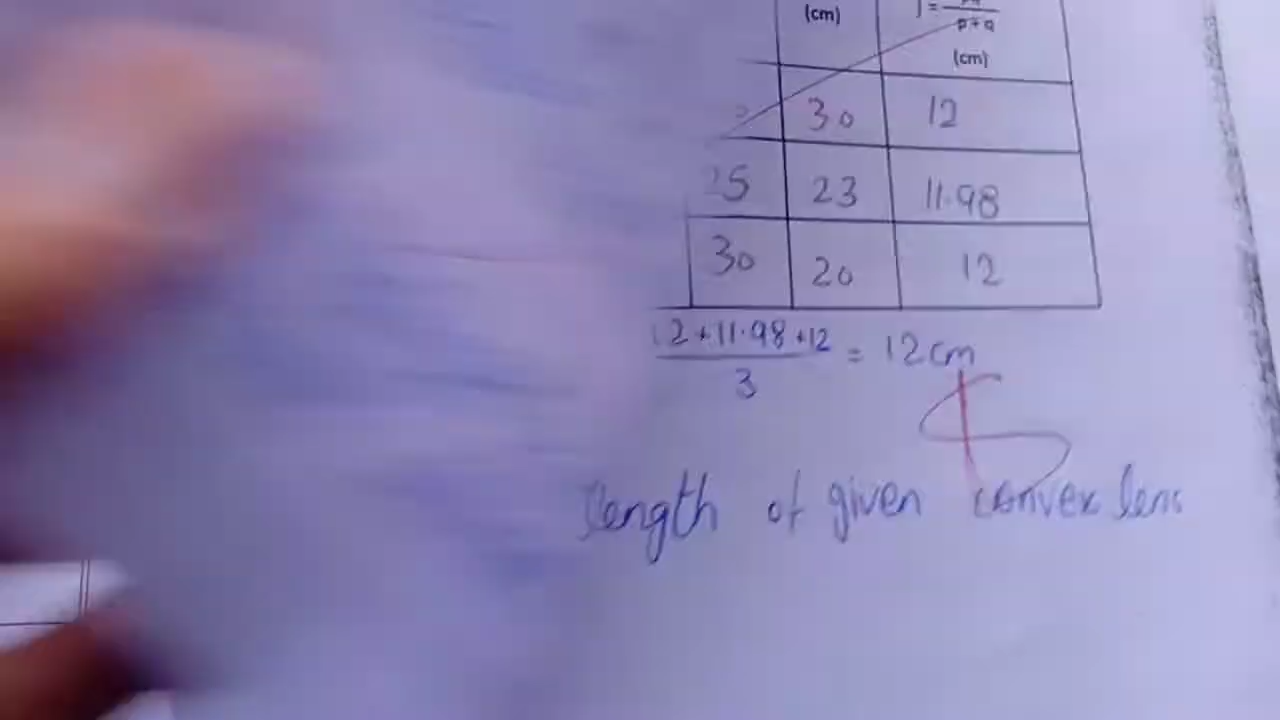 (cm) f = pq/p+q
(cm)
30 12
25 23 11.98
30 20 12
12+11.98+12/3 = 12cm
length of given convex lens